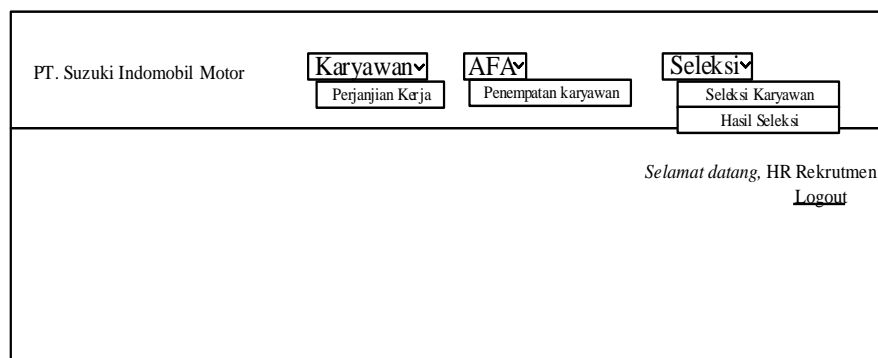 PT. Suzuki Indomobil Motor
Karyawan
Perjanjian Kerja
AFA
Penempatan karyawan
Seleksi
Seleksi Karyawan
Hasil Seleksi
Selamat datang, HR Rekrutmen
Logout